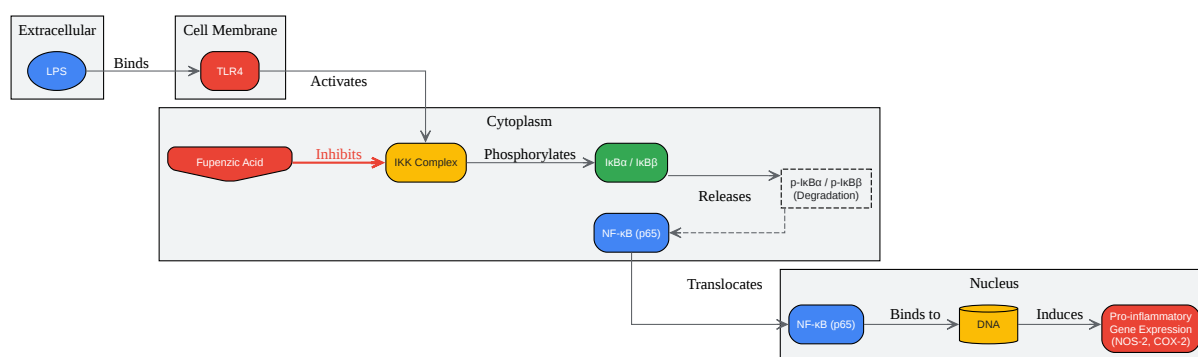 Extracellular
Cell Membrane
LPS
Binds
TLR4
Activates
Cytoplasm
Fupenzic Acid
Inhibits
IKK Complex
Phosphorylates
IκBα / IκBβ
Releases
p-IκBα / p-IκBβ
(Degradation)
NF-κB (p65)
Translocates
Nucleus
NF-κB (p65)
Binds to
DNA
Induces
Pro-inflammatory
Gene Expression
(NOS-2, COX-2)